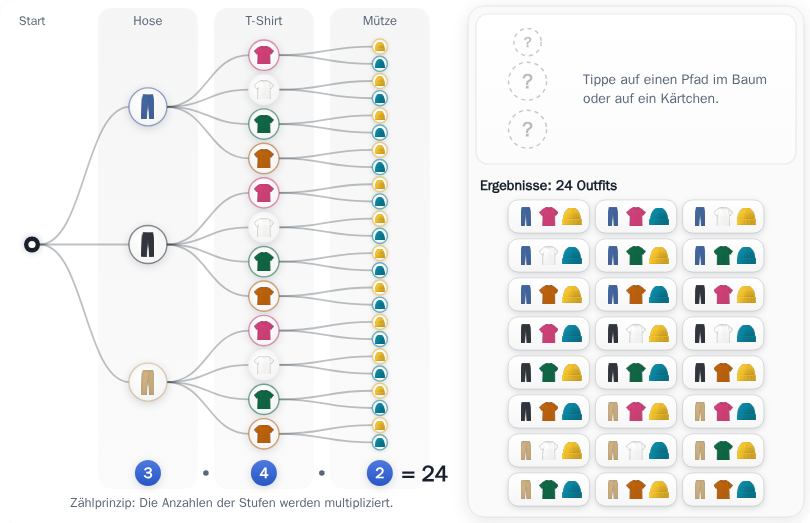 Start
Hose
T-Shirt
Mütze
3 • 4 • 2 = 24
Zählprinzip: Die Anzahlen der Stufen werden multipliziert.
?
?
?
Tippe auf einen Pfad im Baum
oder auf ein Kärtchen.
Ergebnisse: 24 Outfits